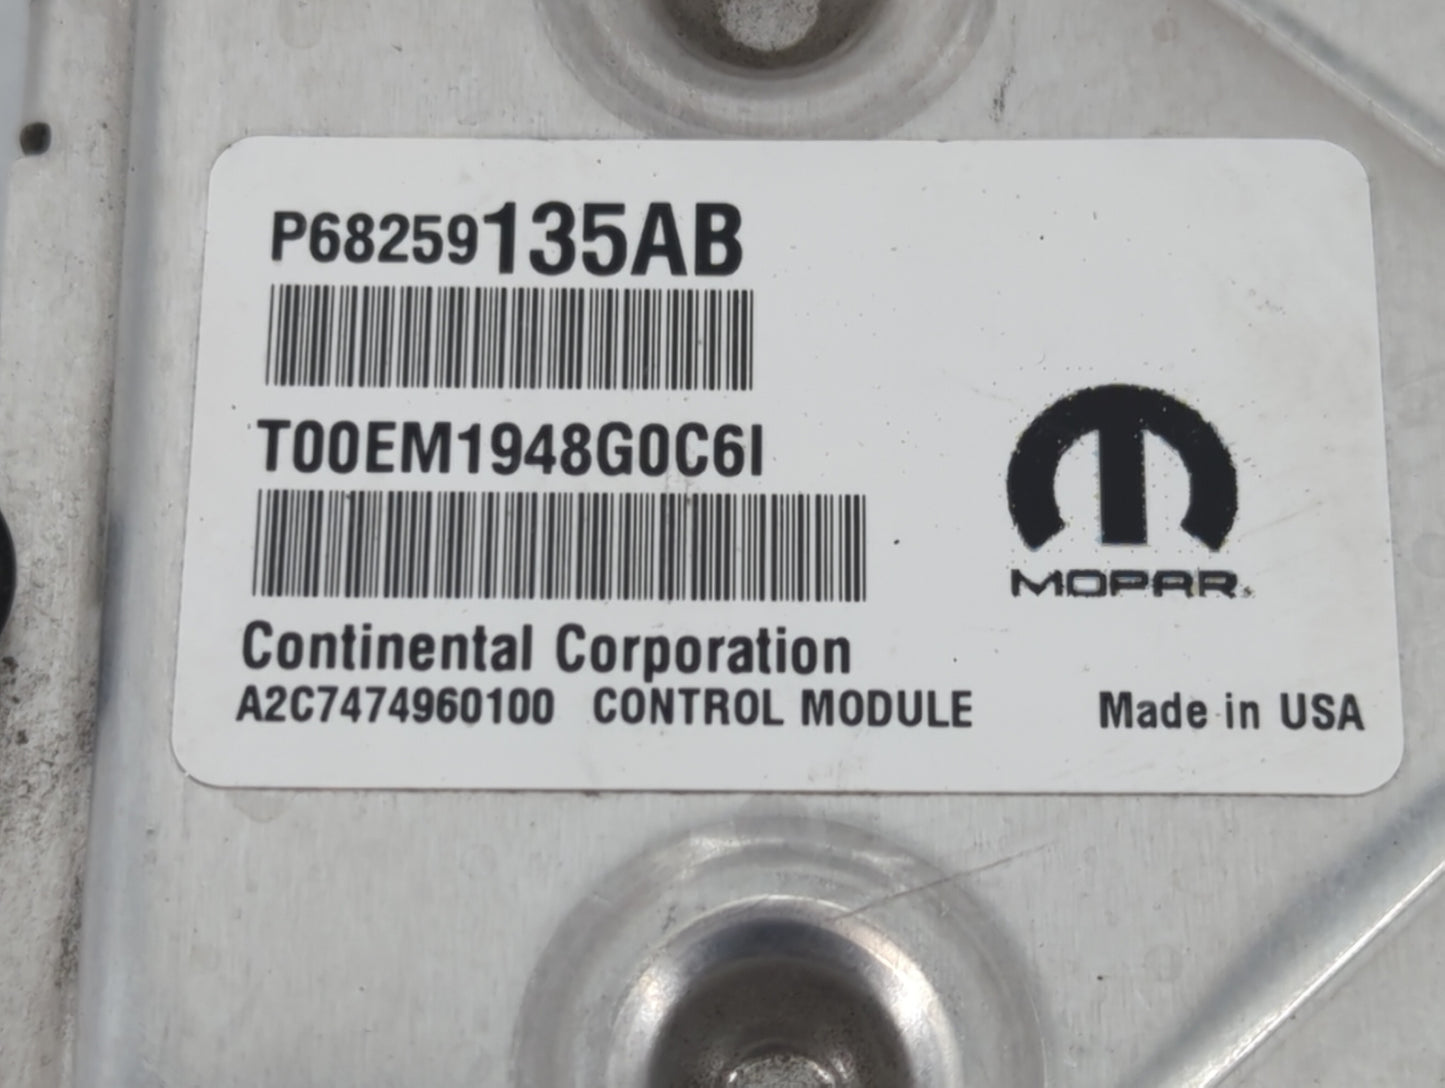 P68259135AB
T00EM1948G0C6I
MOPAR
Continental Corporation
A2C7474960100 CONTROL MODULE Made in USA